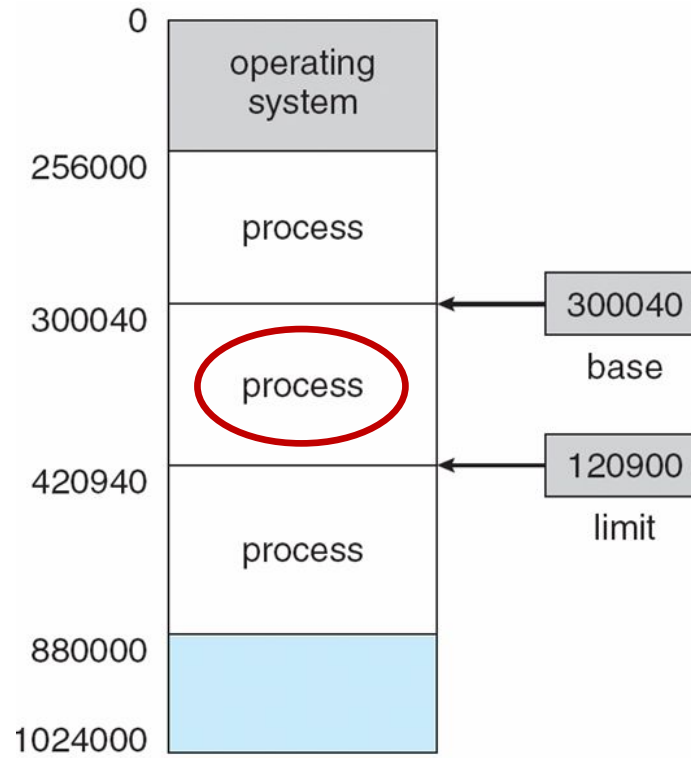 0
operating
system
256000
process
300040
300040
base
process
420940
120900
limit
process
880000
1024000